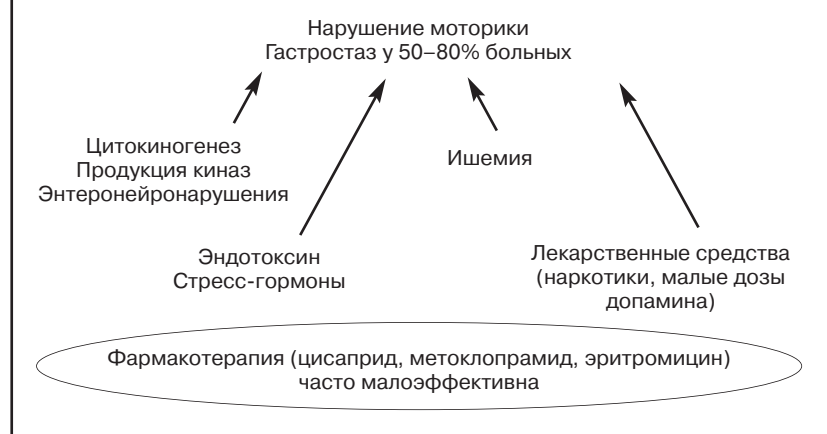 Нарушение моторики
Гастростаз у 50–80% больных
Цитокиногенез
Продукция киназ
Энтеронейронарушения
Ишемия
Эндотоксин
Стресс-гормоны
Лекарственные средства
(наркотики, малые дозы
допамина)
Фармакотерапия (цисаприд, метоклопрамид, эритромицин)
часто малоэффективна